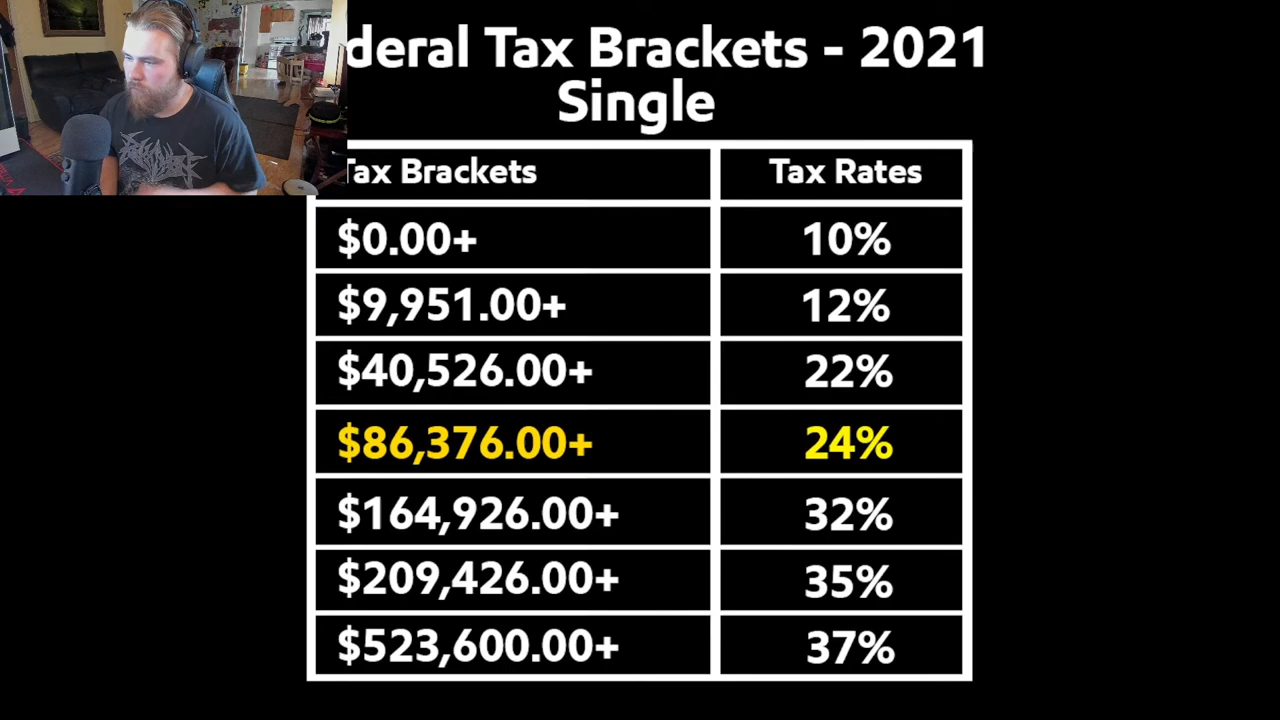 deral Tax Brackets - 2021
Single
Tax Brackets Tax Rates
$0.00+ 10%
$9,951.00+ 12%
$40,526.00+ 22%
$86,376.00+ 24%
$164,926.00+ 32%
$209,426.00+ 35%
$523,600.00+ 37%